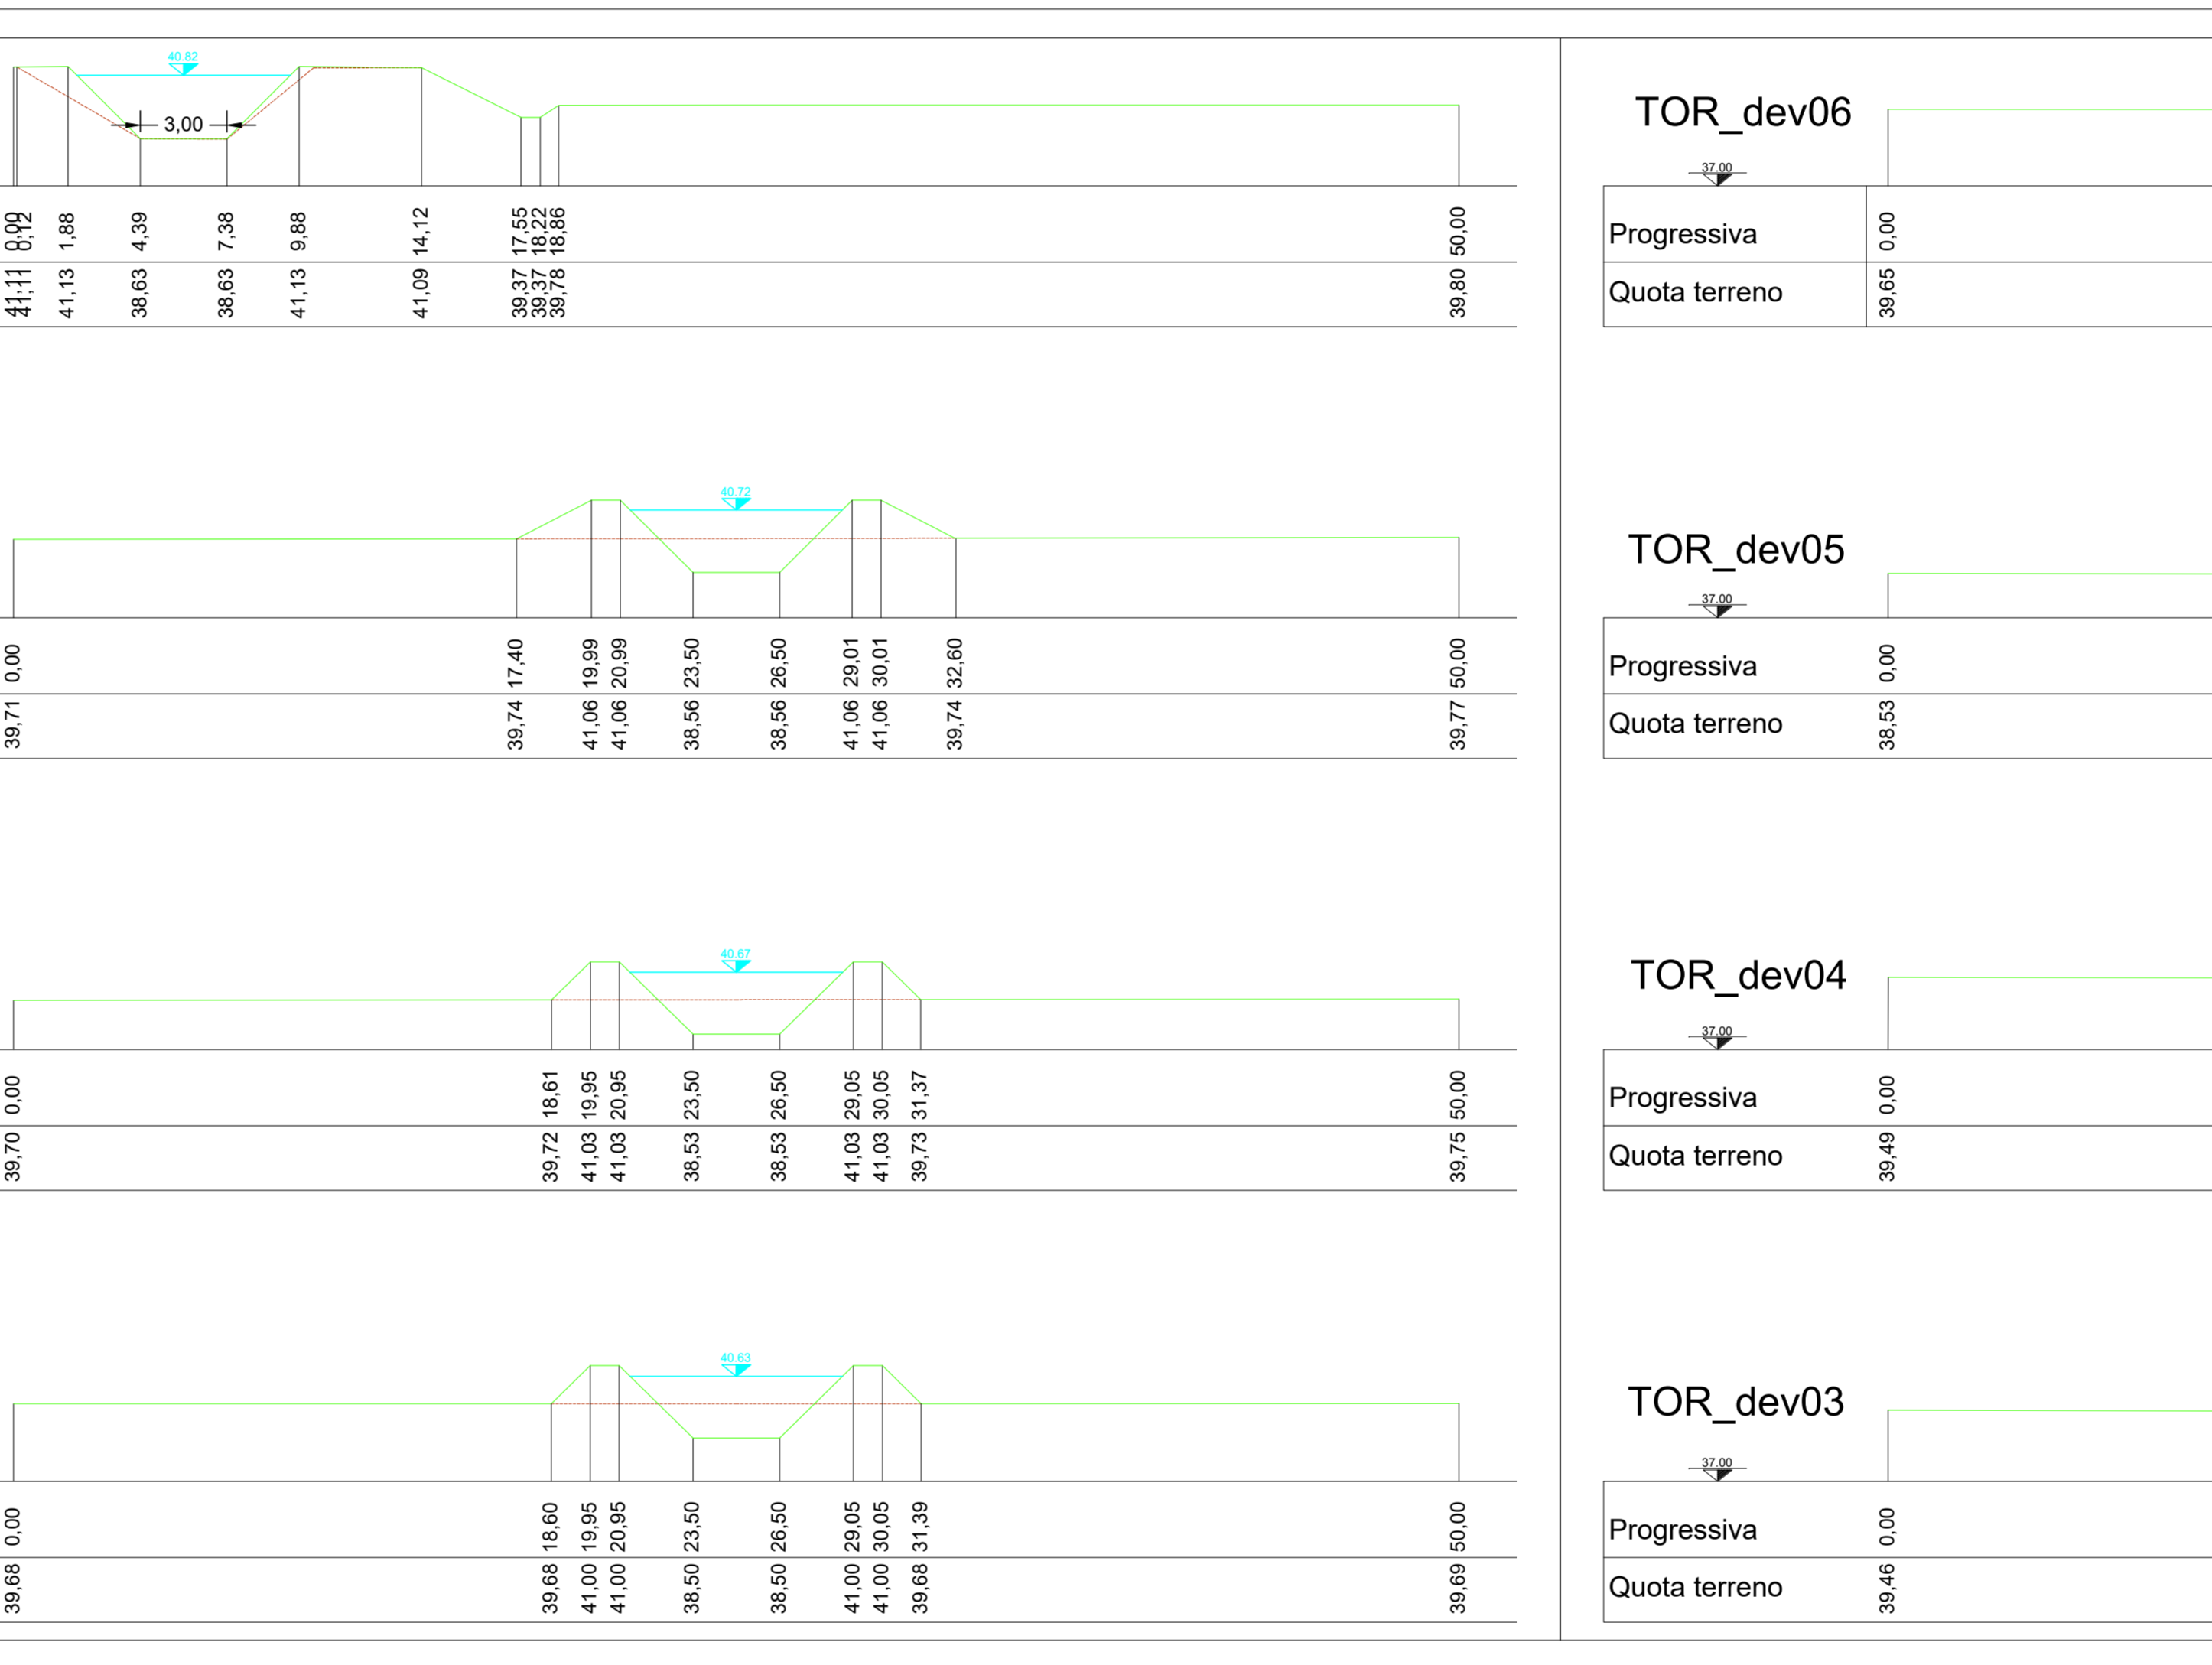 40.82
3,00
0,00 0,12 1,88 4,39 7,38 9,88 14,12 17,55 18,22 18,86 50,00
41,11 41,11 41,13 38,63 38,63 41,13 41,09 39,37 39,37 39,78 39,80
40.72
0,00 17,40 19,99 20,99 23,50 26,50 29,01 30,01 32,60 50,00
39,71 39,74 41,06 41,06 38,56 38,56 41,06 41,06 39,74 39,77
40.67
0,00 18,61 19,95 20,95 23,50 26,50 29,05 30,05 31,37 50,00
39,70 39,72 41,03 41,03 38,53 38,53 41,03 41,03 39,73 39,75
40.63
0,00 18,60 19,95 20,95 23,50 26,50 29,05 30,05 31,39 50,00
39,68 39,68 41,00 41,00 38,50 38,50 41,00 41,00 39,68 39,69
TOR_dev06
37.00
Progressiva 0,00
Quota terreno 39,65
TOR_dev05
37.00
Progressiva 0,00
Quota terreno 38,53
TOR_dev04
37.00
Progressiva 0,00
Quota terreno 39,49
TOR_dev03
37.00
Progressiva 0,00
Quota terreno 39,46